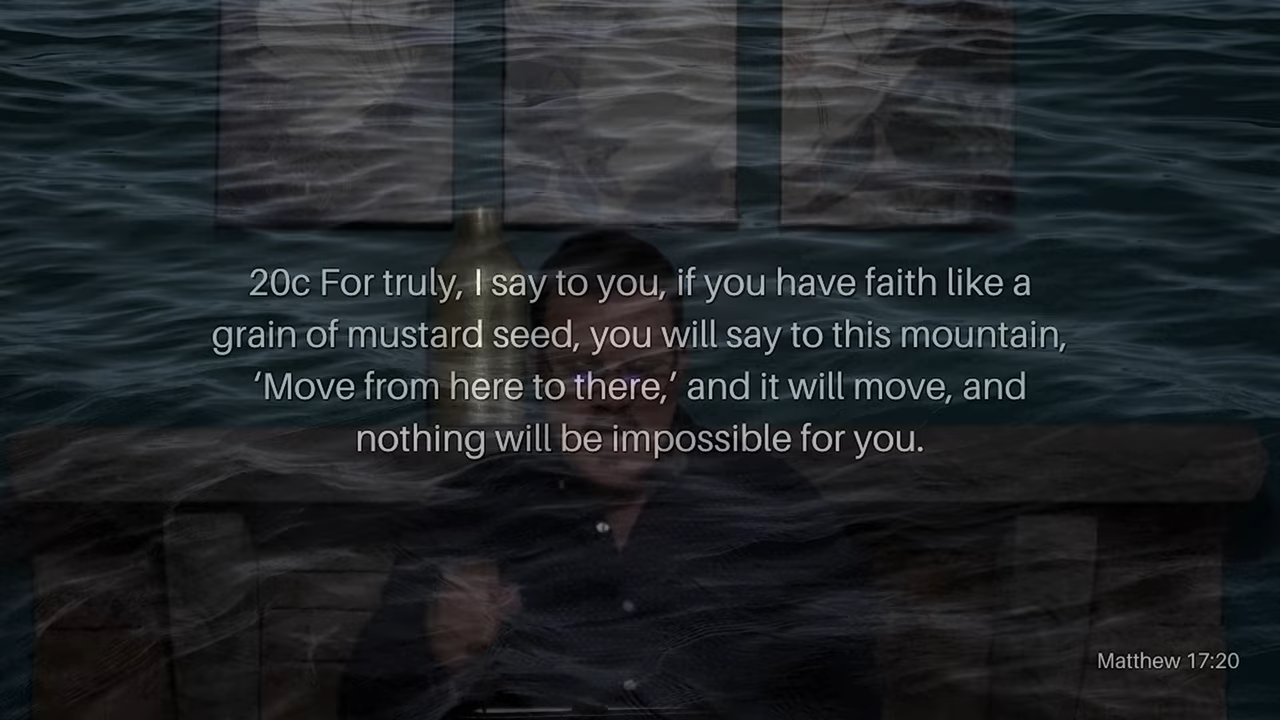 20c For truly, I say to you, if you have faith like a
grain of mustard seed, you will say to this mountain,
‘Move from here to there,’ and it will move, and
nothing will be impossible for you.
Matthew 17:20